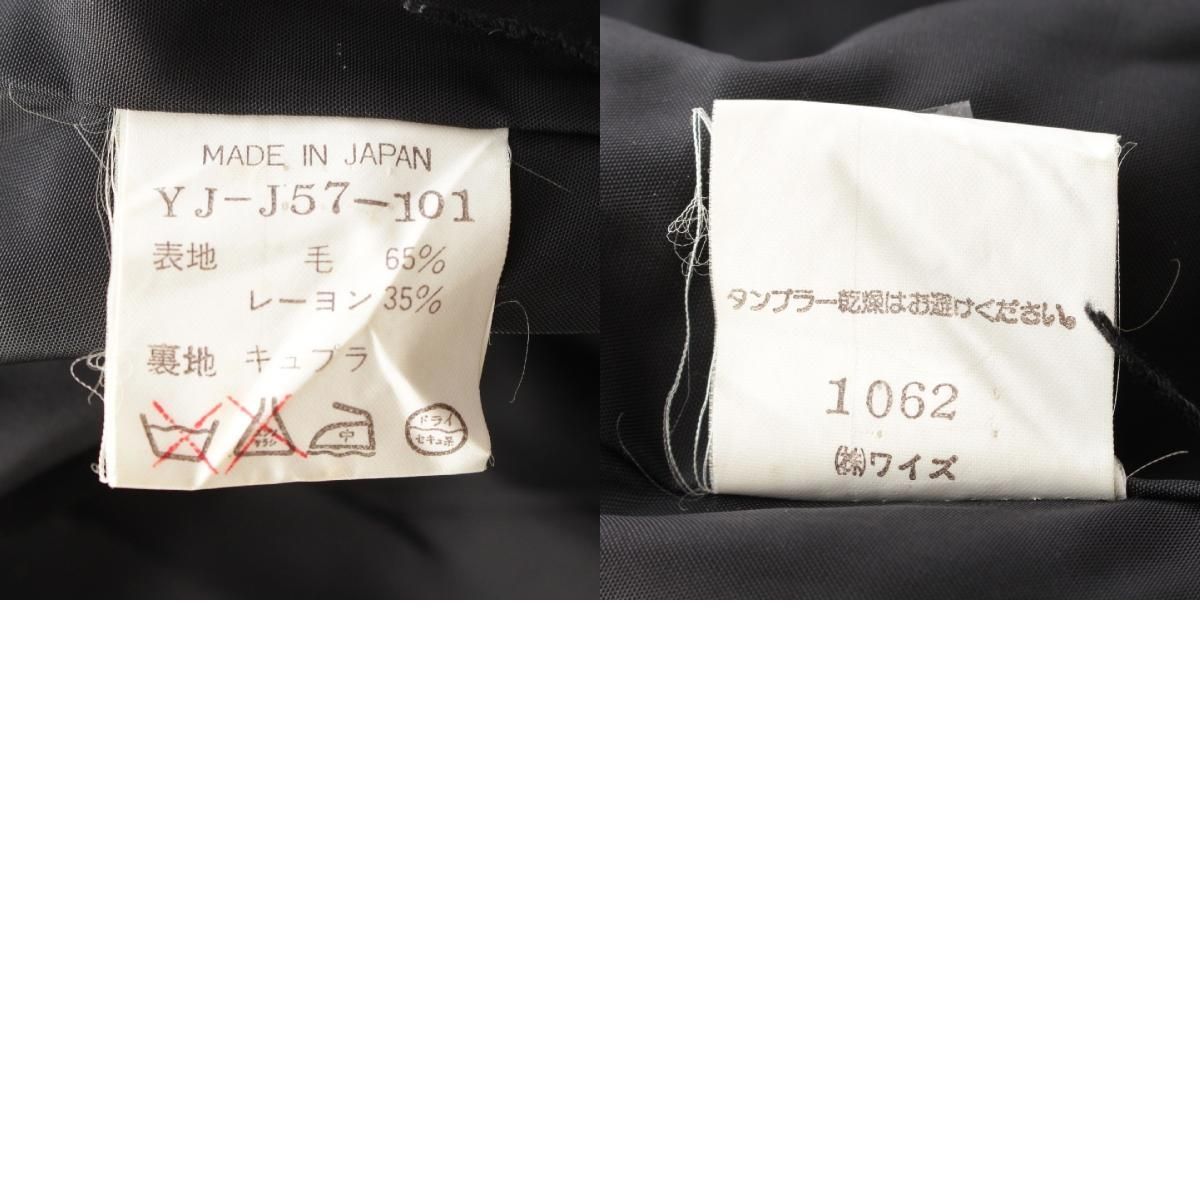 MADE IN JAPAN
YJ-J57-101
表地 毛 65%
レーヨン 35%
裏地 キュプラ
中
ドライ
セキュ系
タンブラー乾燥はお避けください。
1062
㈱ワイズ